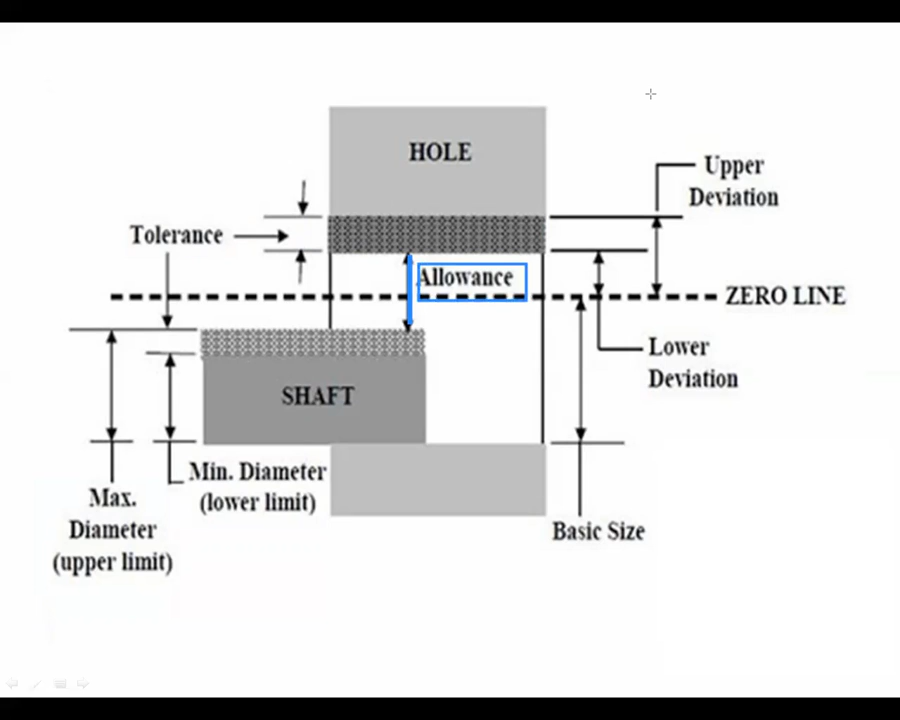 HOLE
Upper
Deviation
Tolerance
Allowance
ZERO LINE
Lower
Deviation
SHAFT
Min. Diameter
(lower limit)
Max.
Diameter
(upper limit)
Basic Size